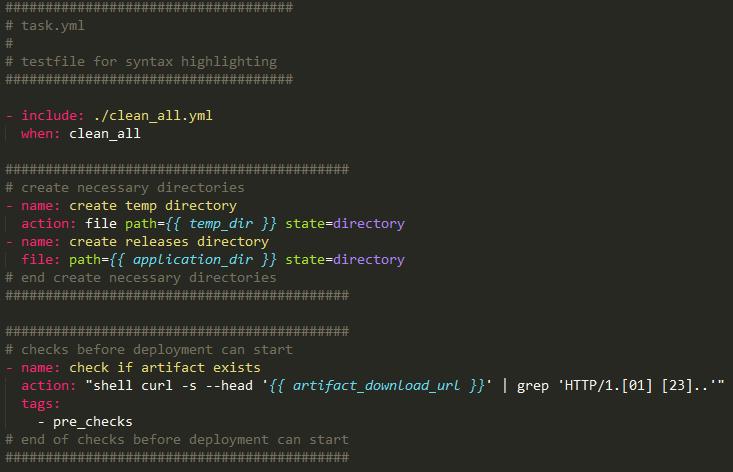 ####################################
# task.yml
#
# testfile for syntax highlighting
####################################
- include: ./clean_all.yml
  when: clean_all
###########################################
# create necessary directories
- name: create temp directory
  action: file path={{ temp_dir }} state=directory
- name: create releases directory
  file: path={{ application_dir }} state=directory
# end create necessary directories
###########################################
###########################################
# checks before deployment can start
- name: check if artifact exists
  action: "shell curl -s --head '{{ artifact_download_url }}' | grep 'HTTP/1.[01] [23]..'"
  tags:
    - pre_checks
# end of checks before deployment can start
###########################################